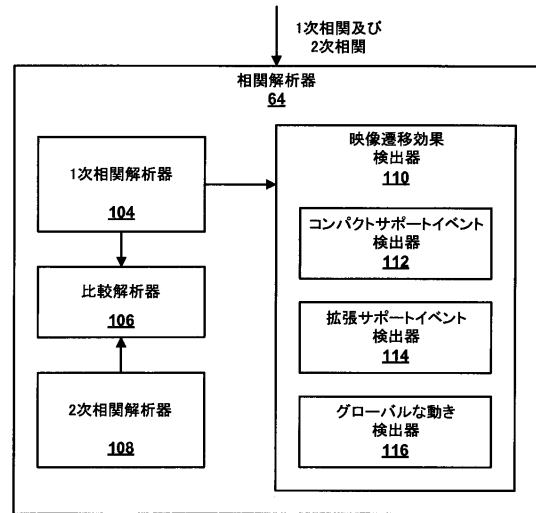 1次相関及び
2次相関
相関解析器
64
1次相関解析器
104
比較解析器
106
2次相関解析器
108
映像遷移効果
検出器
110
コンパクトサポートイベント
検出器
112
拡張サポートイベント
検出器
114
グローバルな動き
検出器
116